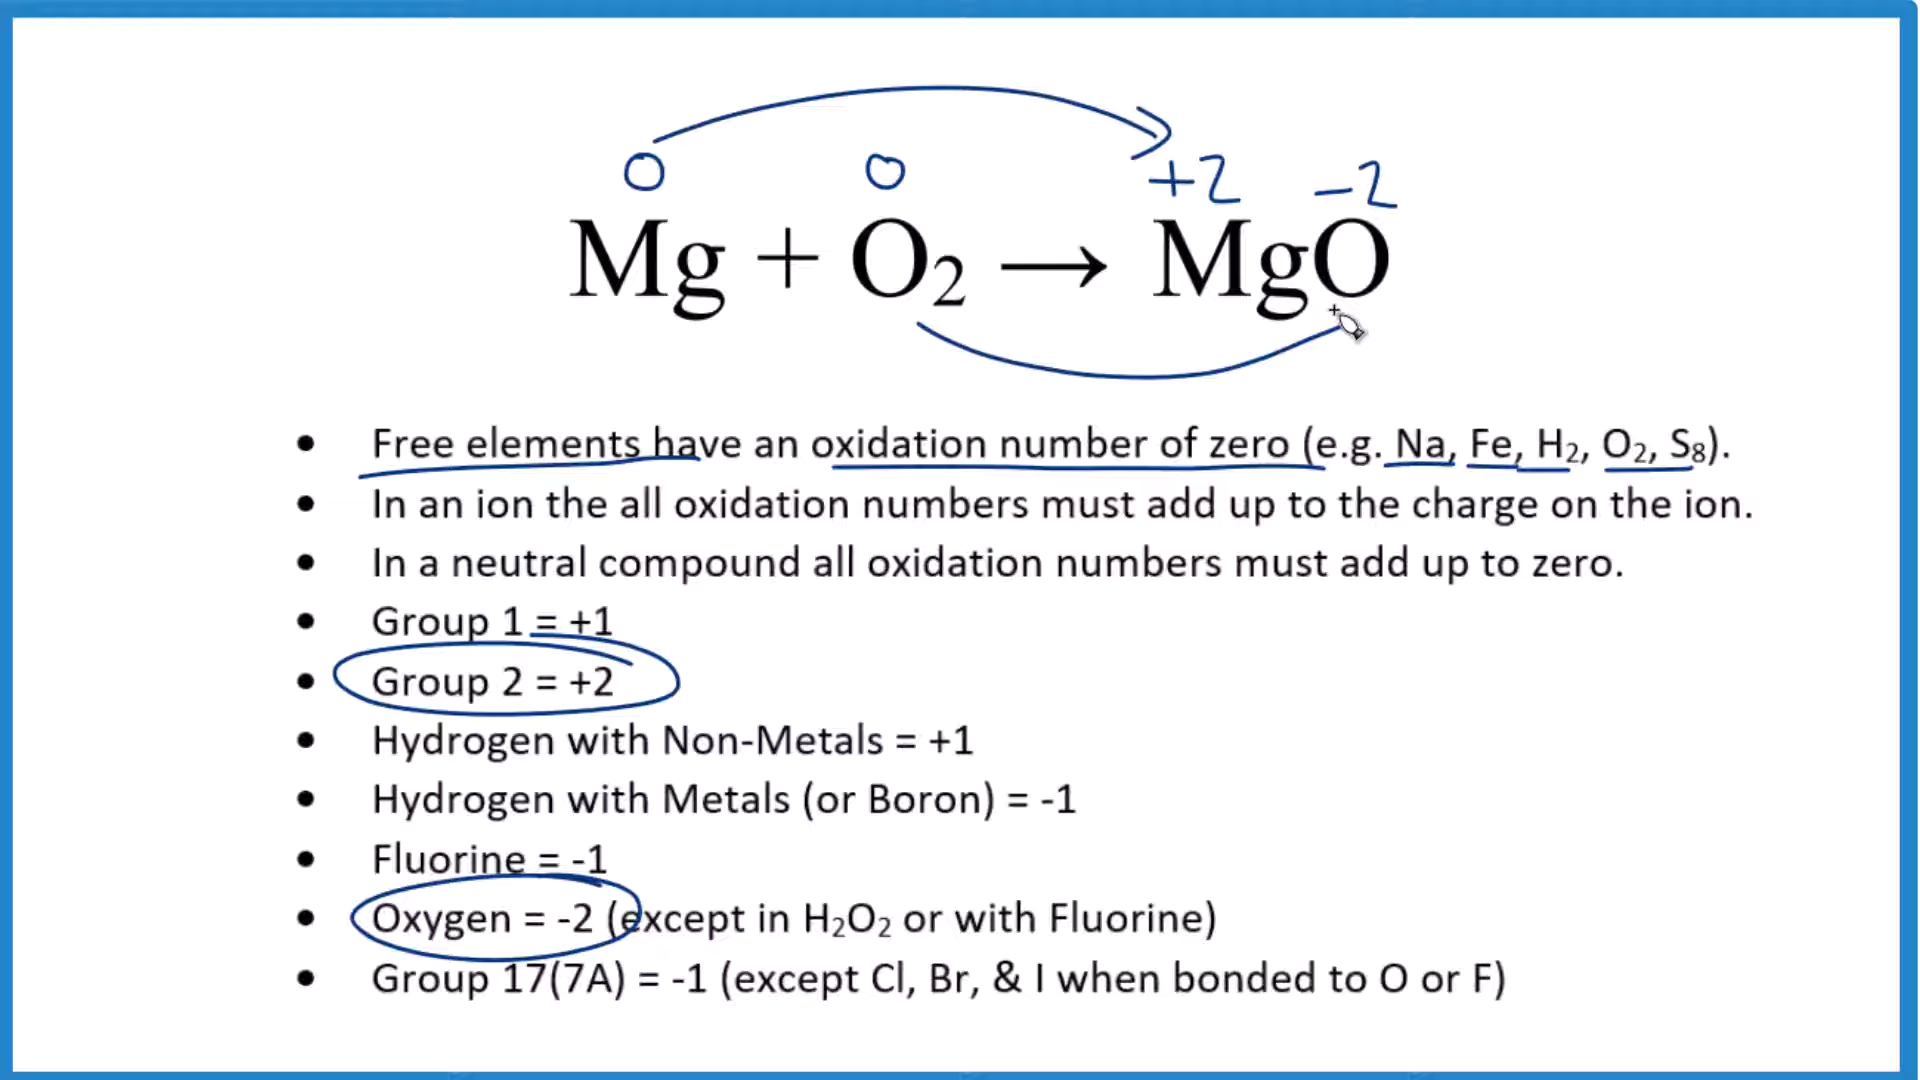 0 0 +2 -2
Mg + O₂ → MgO
• Free elements have an oxidation number of zero (e.g. Na, Fe, H₂, O₂, S₈).
• In an ion the all oxidation numbers must add up to the charge on the ion.
• In a neutral compound all oxidation numbers must add up to zero.
• Group 1 = +1
• Group 2 = +2
• Hydrogen with Non-Metals = +1
• Hydrogen with Metals (or Boron) = -1
• Fluorine = -1
• Oxygen = -2 (except in H₂O₂ or with Fluorine)
• Group 17(7A) = -1 (except Cl, Br, & I when bonded to O or F)